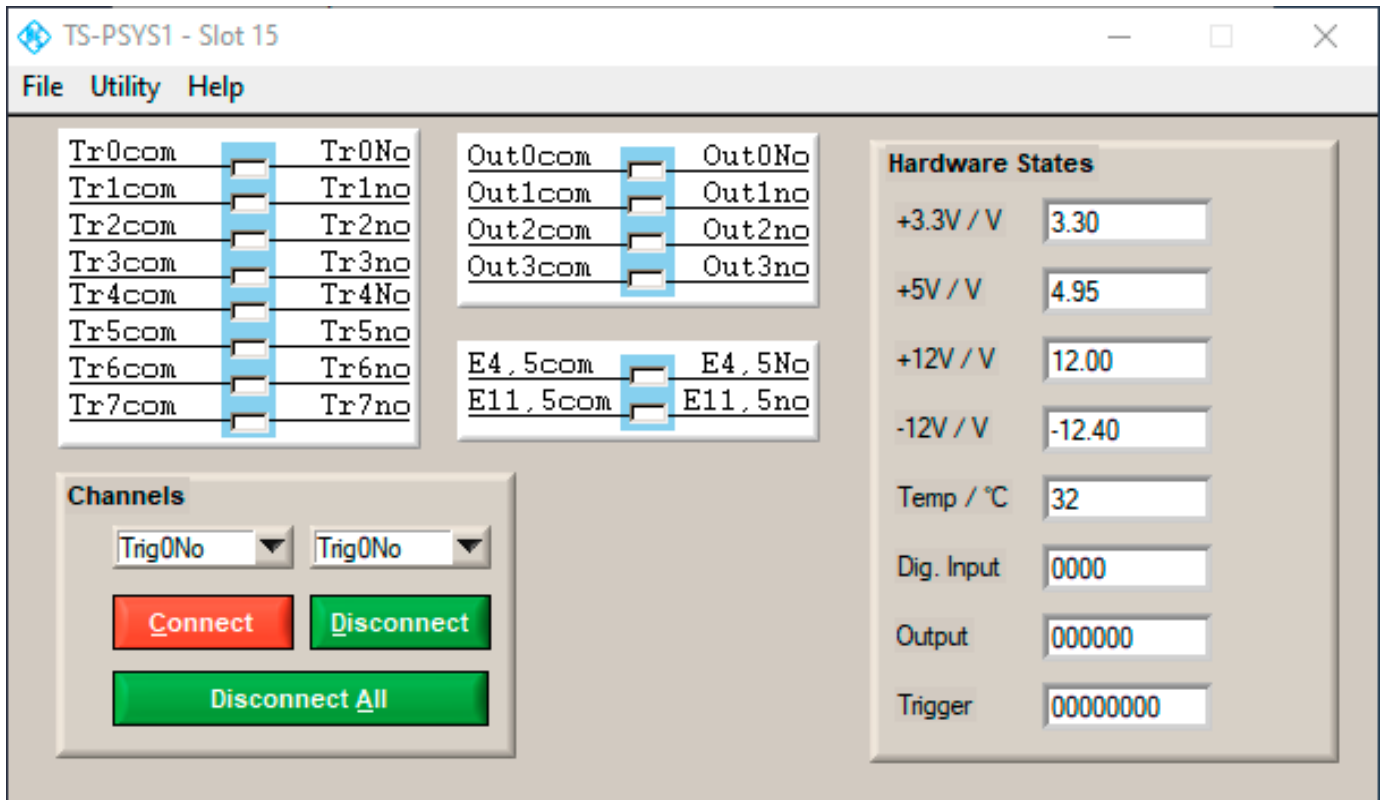 TS-PSYS1 - Slot 15
File Utility Help
Tr0com Tr0No
Tr1com Tr1no
Tr2com Tr2no
Tr3com Tr3no
Tr4com Tr4No
Tr5com Tr5no
Tr6com Tr6no
Tr7com Tr7no
Out0com Out0No
Out1com Out1no
Out2com Out2no
Out3com Out3no
E4,5com E4,5No
E11,5com E11,5no
Channels
Trig0No Trig0No
Connect Disconnect
Disconnect All
Hardware States
+3.3V / V 3.30
+5V / V 4.95
+12V / V 12.00
-12V / V -12.40
Temp / °C 32
Dig. Input 0000
Output 000000
Trigger 00000000